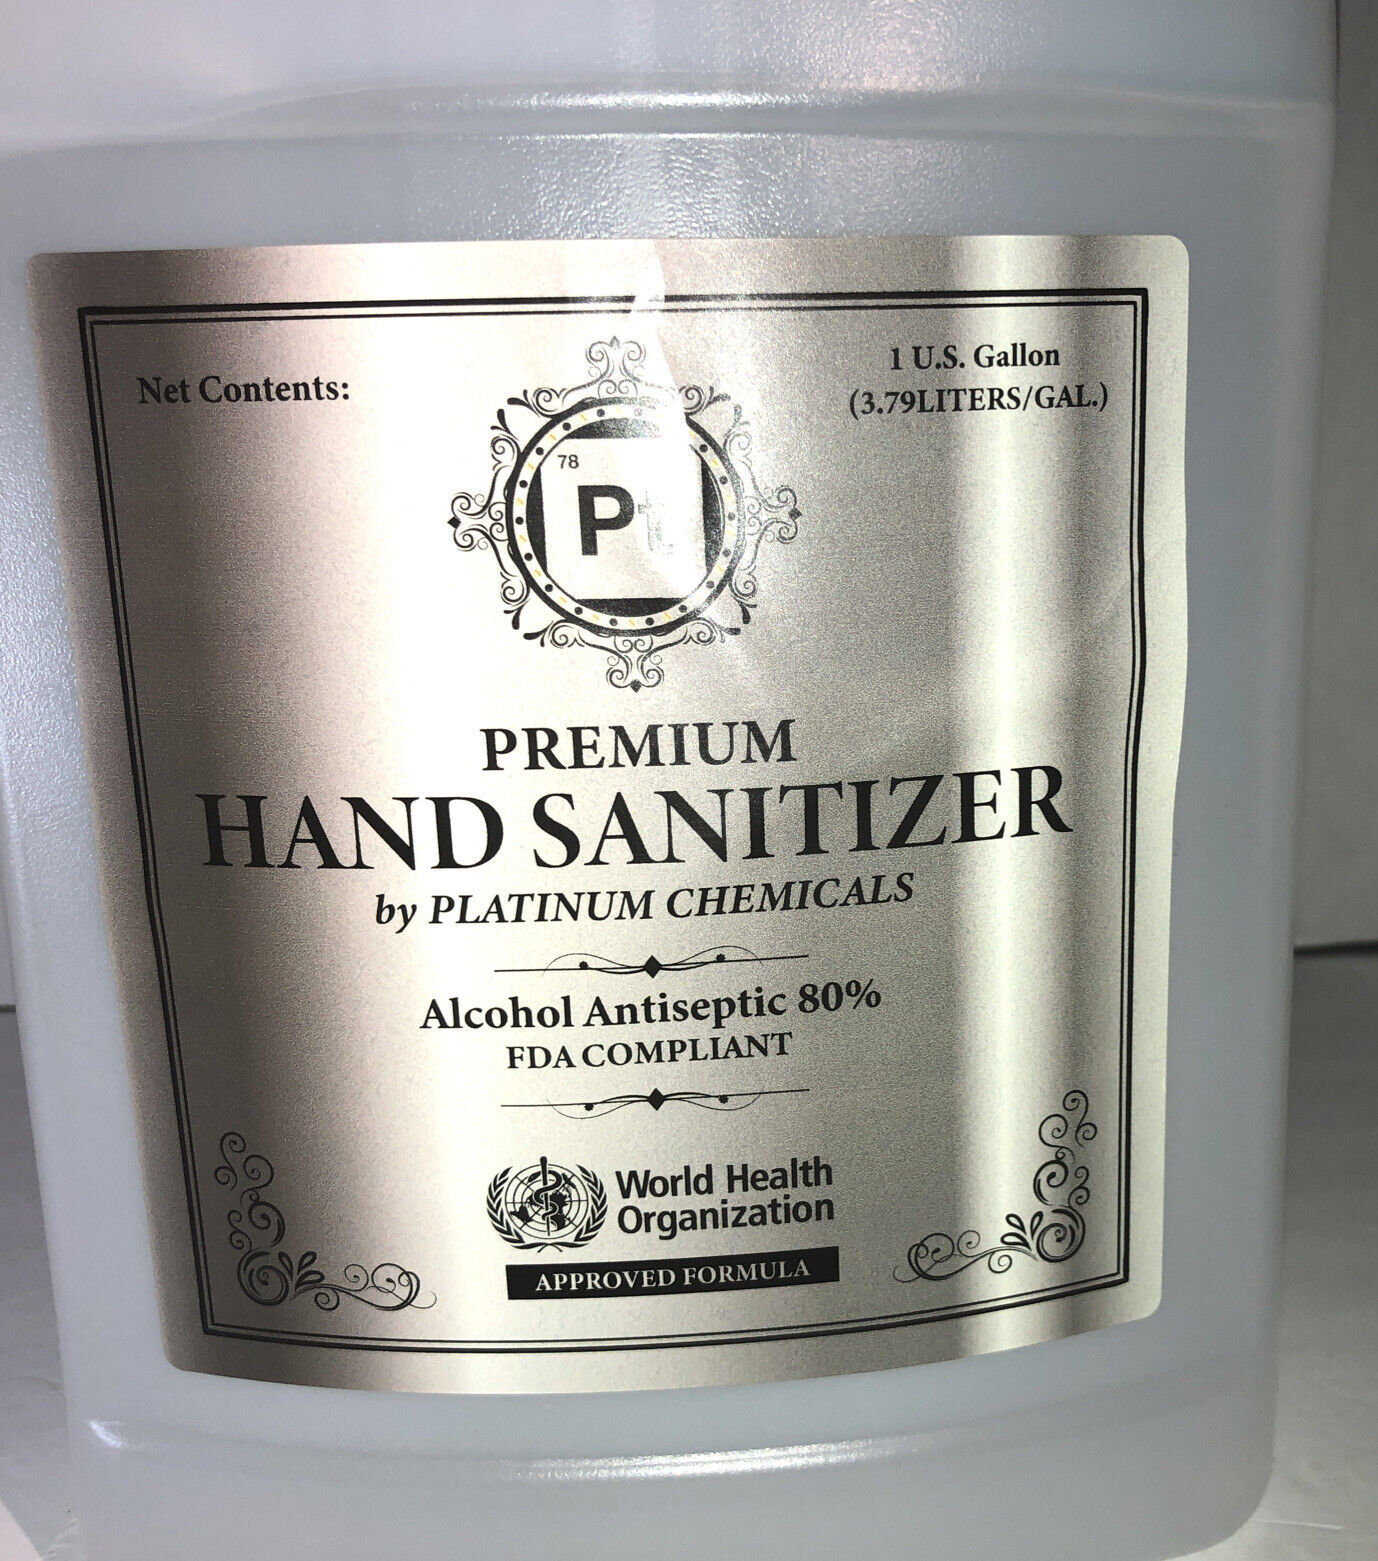 Net Contents:
1 U.S. Gallon
(3.79LITERS/GAL.)
78
Pt
PREMIUM
HAND SANITIZER
by PLATINUM CHEMICALS
Alcohol Antiseptic 80%
FDA COMPLIANT
World Health
Organization
APPROVED FORMULA